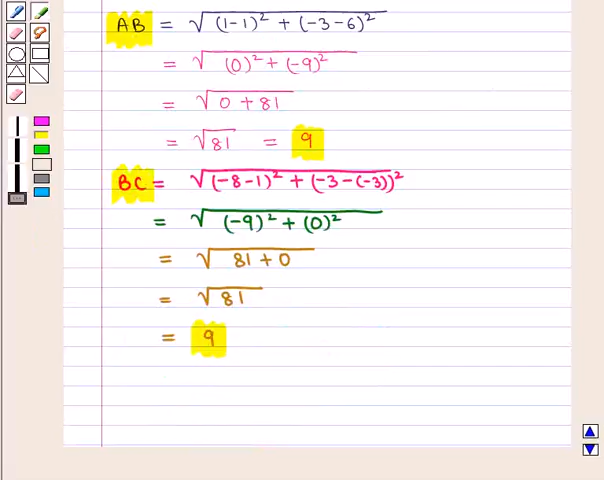 AB = √(1-1)² + (-3-6)²
= √(0)² + (-9)²
= √0 + 81
= √81 = 9
BC = √(-8-1)² + (-3-(-3))²
= √(-9)² + (0)²
= √81 + 0
= √81
= 9